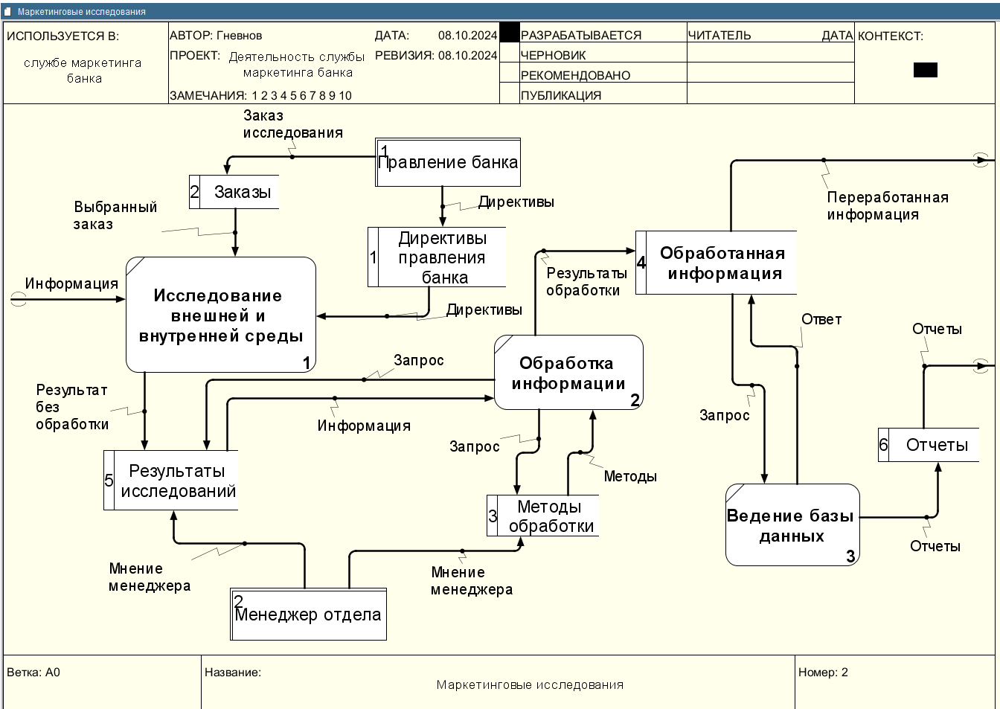 Маркетинговые исследования
ИСПОЛЬЗУЕТСЯ В:
службе маркетинга
банка
АВТОР: Гневнов
ДАТА: 08.10.2024
ПРОЕКТ: Деятельность службы
маркетинга банка
РЕВИЗИЯ: 08.10.2024
ЗАМЕЧАНИЯ: 1 2 3 4 5 6 7 8 9 10
РАЗРАБАТЫВАЕТСЯ
ЧЕРНОВИК
РЕКОМЕНДОВАНО
ПУБЛИКАЦИЯ
ЧИТАТЕЛЬ
ДАТА
КОНТЕКСТ:
Заказ
исследования
1
Правление банка
2 Заказы
Директивы
Выбранный
заказ
Переработанная
информация
1
Директивы
правления
банка
Информация
Исследование
внешней и
внутренней среды
1
Директивы
Результаты
обработки
4
Обработанная
информация
Ответ
Отчеты
Запрос
Обработка
информации
2
Результат
без
обработки
Информация
Запрос
Запрос
Методы
6 Отчеты
5
Результаты
исследований
3
Методы
обработки
Ведение базы
данных
3
Отчеты
Мнение
менеджера
Мнение
менеджера
2
Менеджер отдела
Ветка: A0
Название:
Маркетинговые исследования
Номер: 2